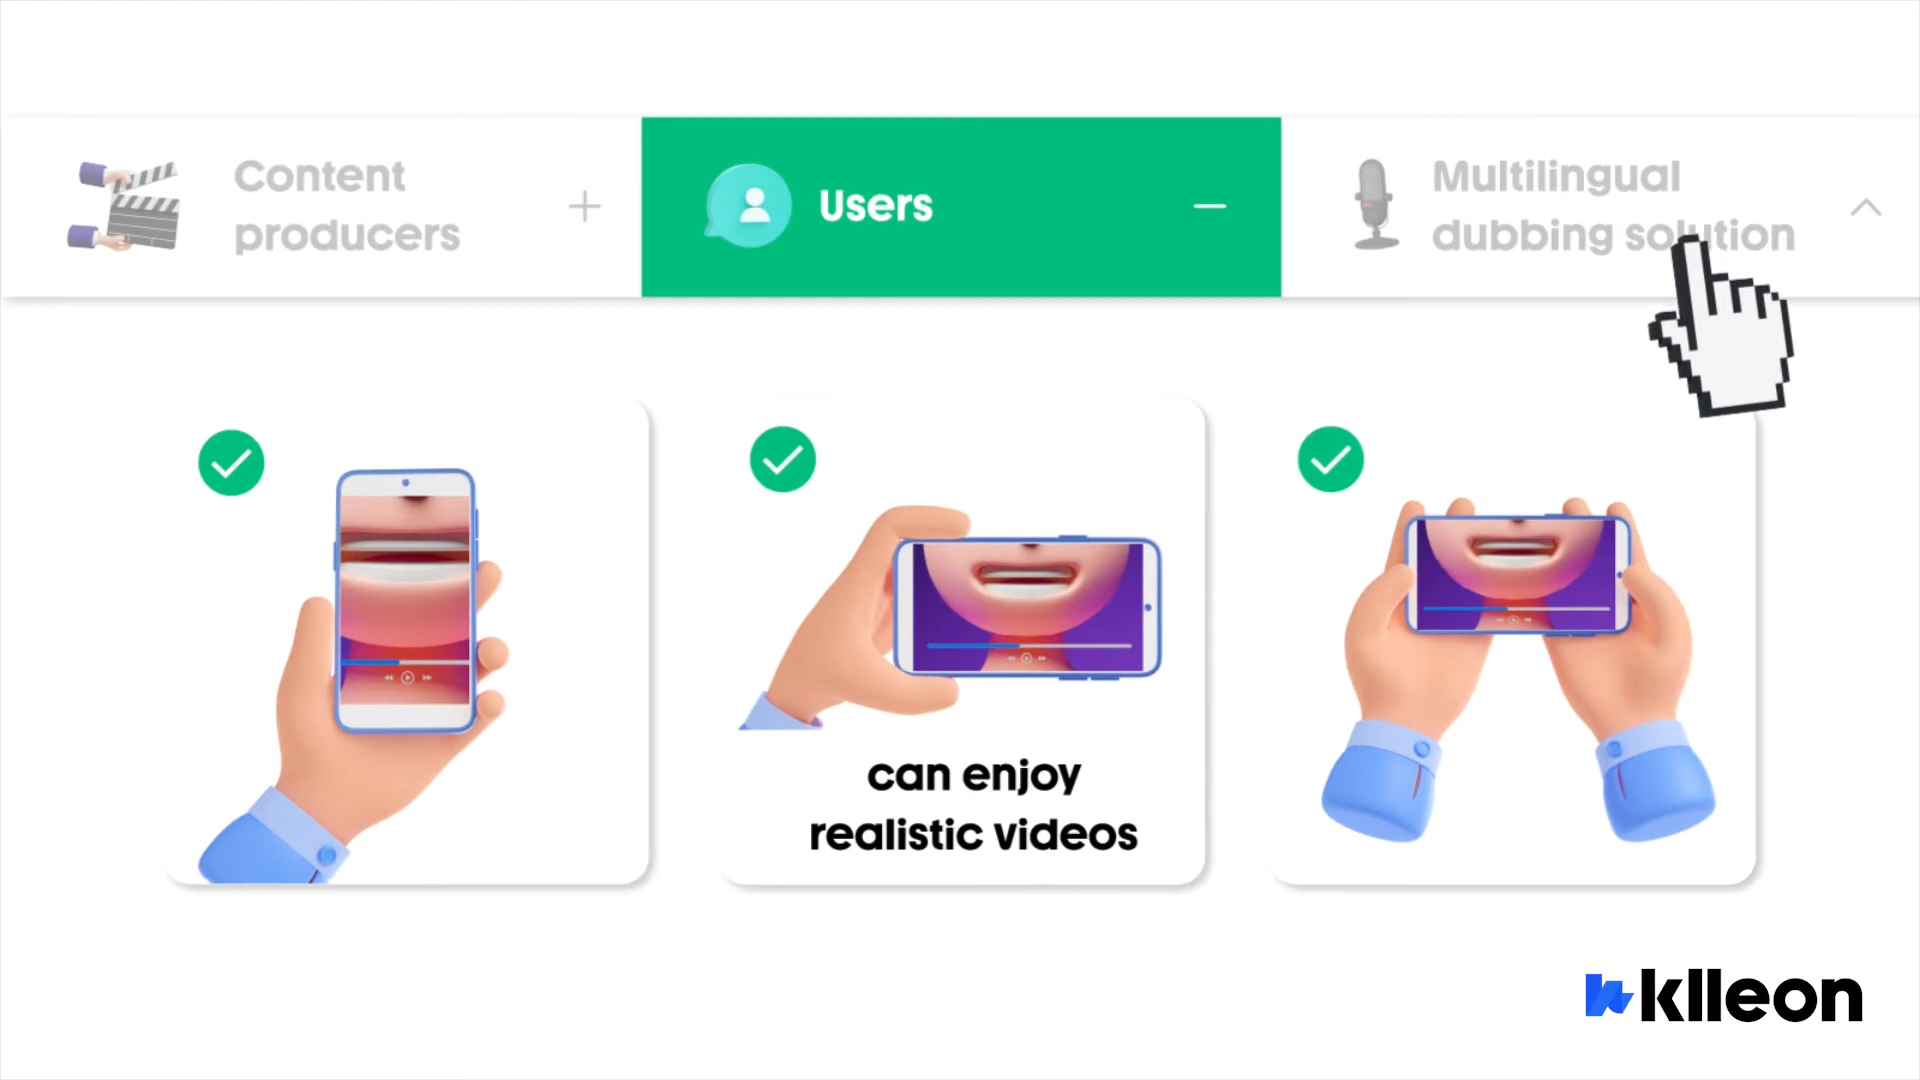 Content
producers
Users
Multilingual
dubbing solution
can enjoy
realistic videos
klleon